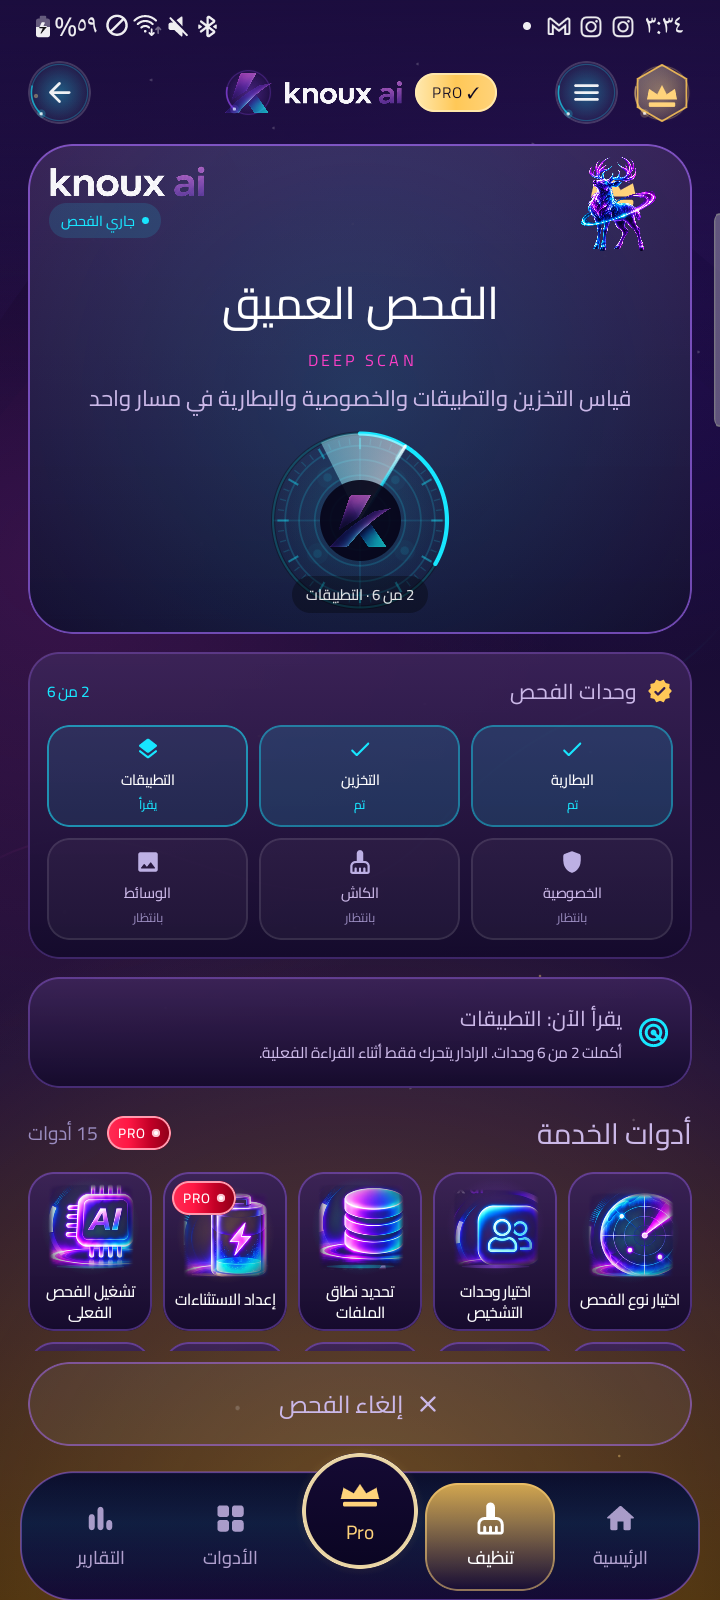 ٣:٣٤
%٥٩
knoux ai
PRO ✓
knoux ai
جاري الفحص
الفحص العميق
DEEP SCAN
قياس التخزين والتطبيقات والخصوصية والبطارية في مسار واحد
2 من 6 · التطبيقات
وحدات الفحص
2 من 6
البطارية
تم
التخزين
تم
التطبيقات
يقرأ
الخصوصية
بانتظار
الكاش
بانتظار
الوسائط
بانتظار
يقرأ الآن: التطبيقات
أكملت 2 من 6 وحدات. الرادار يتحرك فقط أثناء القراءة الفعلية.
أدوات الخدمة
PRO
15 أدوات
اختيار نوع الفحص
اختيار وحدات
التشخيص
تحديد نطاق
الملفات
PRO
إعداد الاستثناءات
AI
تشغيل الفحص
الفعلي
إلغاء الفحص
الرئيسية
تنظيف
Pro
الأدوات
التقارير